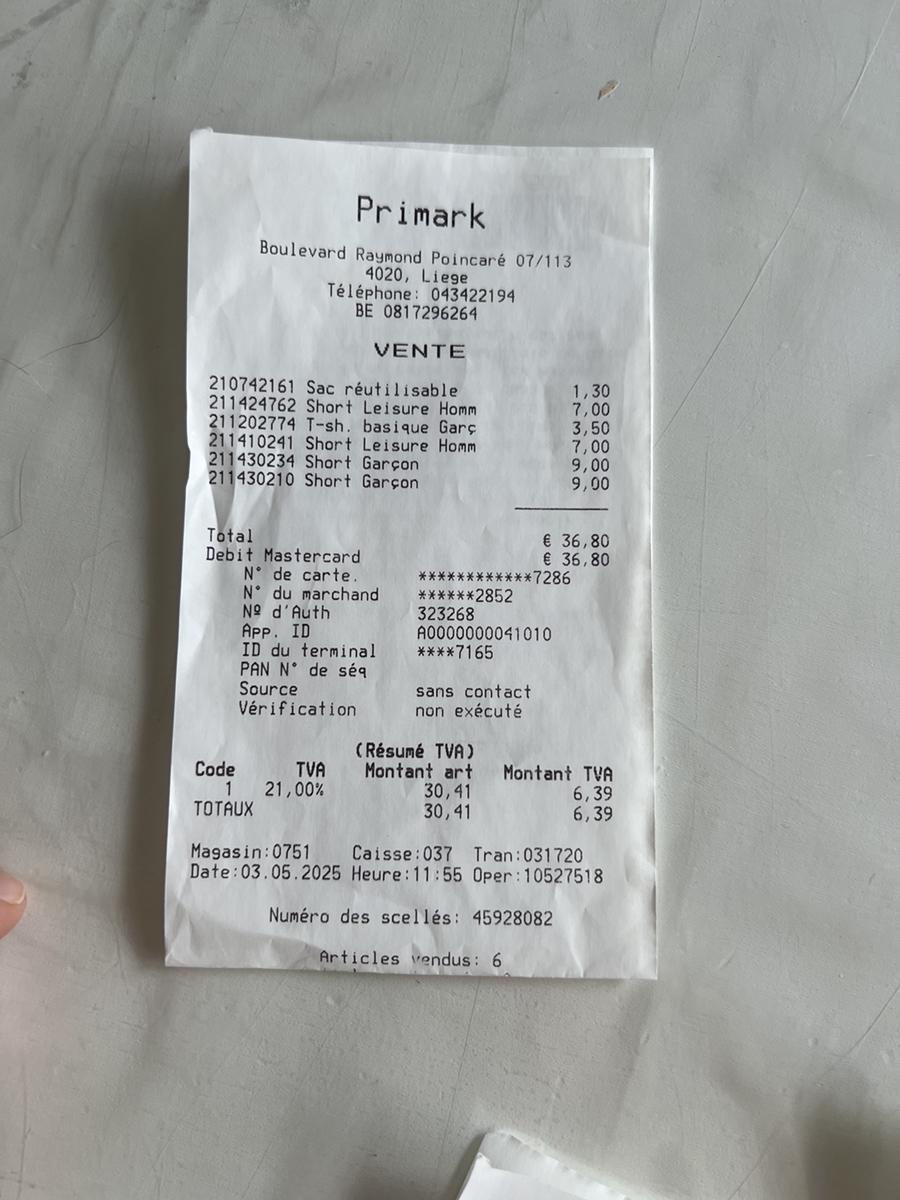 Primark
Boulevard Raymond Poincaré 07/113
4020, Liege
Téléphone: 043422194
BE 0817296264
VENTE
210742161 Sac réutilisable 1,30
211424762 Short Leisure Homm 7,00
211202774 T-sh. basique Garç 3,50
211410241 Short Leisure Homm 7,00
211430234 Short Garçon 9,00
211430210 Short Garçon 9,00
Total € 36,80
Debit Mastercard € 36,80
N° de carte. ************7286
N° du marchand ******2852
Nº d'Auth 323268
App. ID A0000000041010
ID du terminal ****7165
PAN N° de séq
Source sans contact
Vérification non exécuté
(Résumé TVA)
Code TVA Montant art Montant TVA
1 21,00% 30,41 6,39
TOTAUX 30,41 6,39
Magasin:0751 Caisse:037 Tran:031720
Date:03.05.2025 Heure:11:55 Oper:10527518
Numéro des scellés: 45928082
Articles vendus: 6